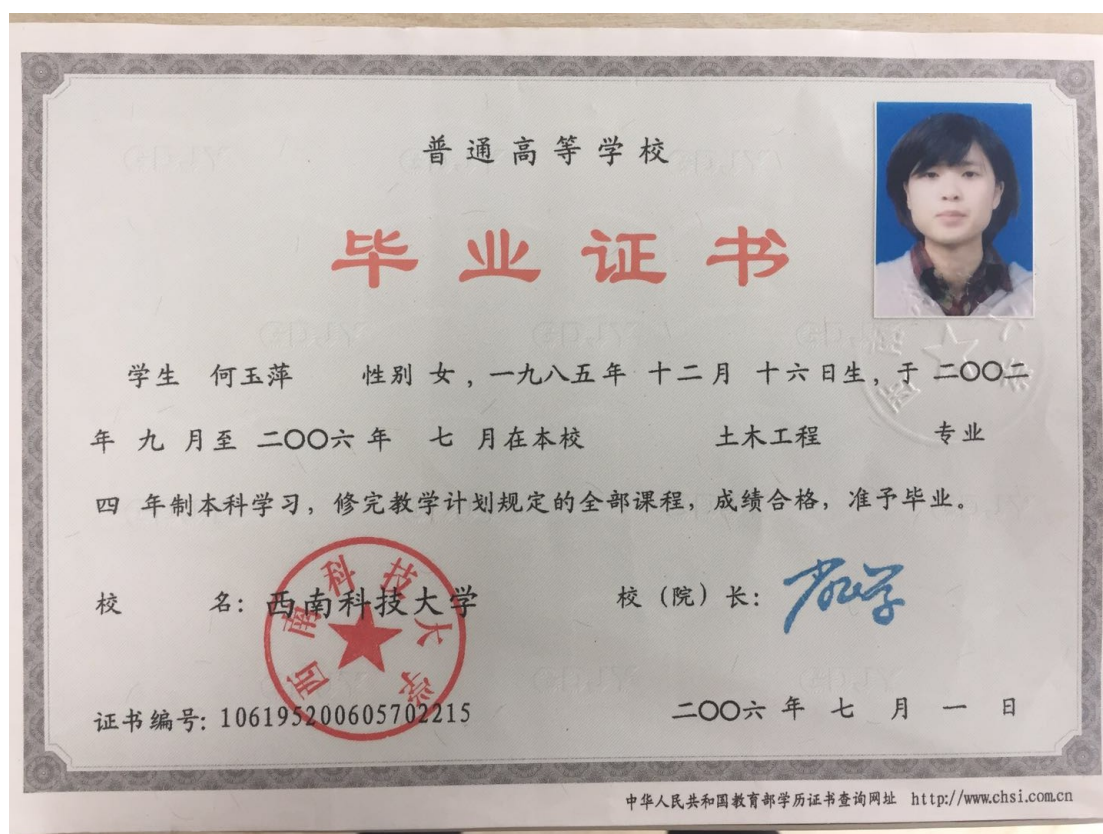 普通高等学校
毕业证书
学生 何玉萍 性别 女，一九八五年 十二月 十六日生，于 二〇〇二
年 九 月至 二〇〇六 年 七 月在本校 土木工程 专业
四 年制本科学习，修完教学计划规定的全部课程，成绩合格，准予毕业。
校 名：西南科技大学 校（院）长：
西南科技大学
证书编号：106195200605702215 二〇〇六 年 七 月 一 日
中华人民共和国教育部学历证书查询网址 http://www.chsi.com.cn